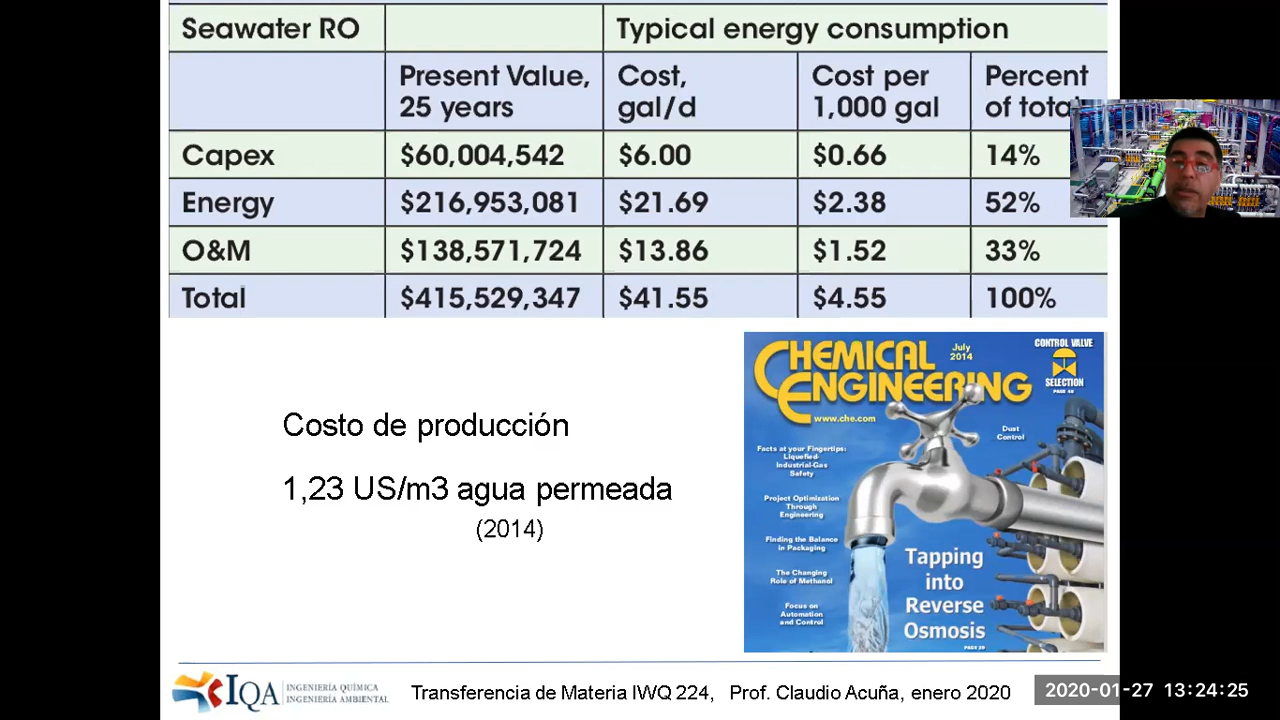 Seawater RO Typical energy consumption
Present Value, Cost, Cost per Percent
25 years gal/d 1,000 gal of total
Capex $60,004,542 $6.00 $0.66 14%
Energy $216,953,081 $21.69 $2.38 52%
O&M $138,571,724 $13.86 $1.52 33%
Total $415,529,347 $41.55 $4.55 100%
Costo de producción
1,23 US/m3 agua permeada
(2014)
CHEMICAL
ENGINEERING
July
2014
CONTROL VALVE
SELECTION
PAGE 40
www.che.com
Dust
Control
Facts at your Fingertips:
Liquefied-
Industrial-Gas
Safety
Project Optimization
Through
Engineering
Finding the Balance
in Packaging
The Changing
Role of Methanol
Focus on
Automation
and Control
Tapping
into
Reverse
Osmosis
IQA
INGENIERÍA QUÍMICA
INGENIERÍA AMBIENTAL
Transferencia de Materia IWQ 224, Prof. Claudio Acuña, enero 2020
2020-01-27 13:24:25